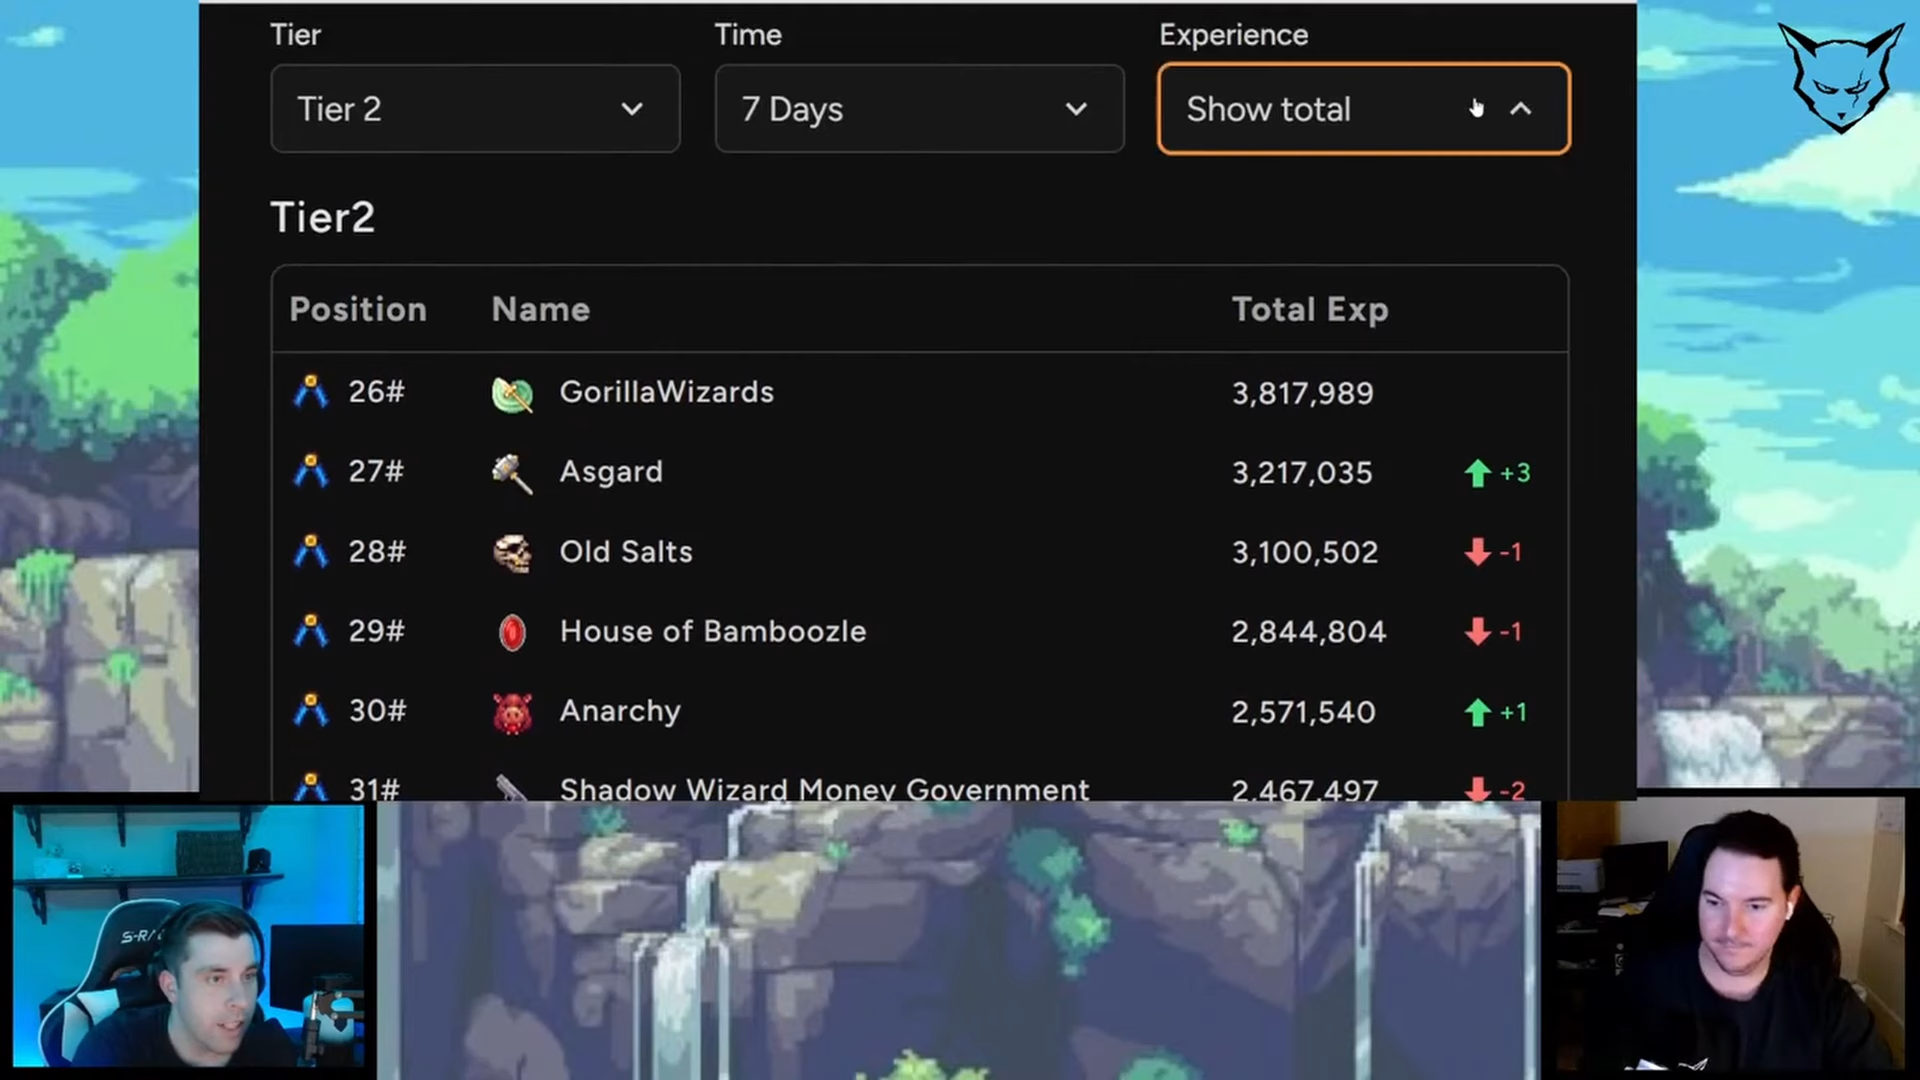 Tier Time Experience
Tier 2 7 Days Show total
Tier2
Position Name Total Exp
26# GorillaWizards 3,817,989
27# Asgard 3,217,035 +3
28# Old Salts 3,100,502 -1
29# House of Bamboozle 2,844,804 -1
30# Anarchy 2,571,540 +1
31# Shadow Wizard Money Government 2,467,497 -2